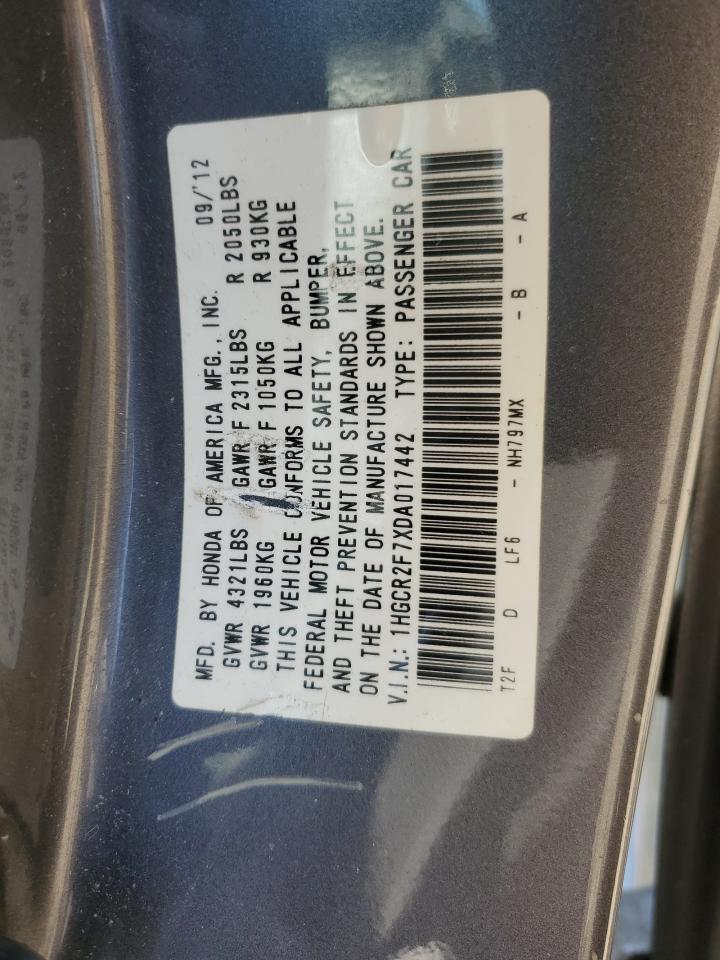 MFD. BY HONDA OF AMERICA MFG., INC. 09/'12
GVWR 4321LBS GAWR F 2315LBS R 2050LBS
GVWR 1960KG GAWR F 1050KG R 930KG
THIS VEHICLE CONFORMS TO ALL APPLICABLE
FEDERAL MOTOR VEHICLE SAFETY, BUMPER,
AND THEFT PREVENTION STANDARDS IN EFFECT
ON THE DATE OF MANUFACTURE SHOWN ABOVE.
V.I.N.: 1HGCR2F7XDA017442 TYPE: PASSENGER CAR
T2F D LF6 - NH797MX - B - A